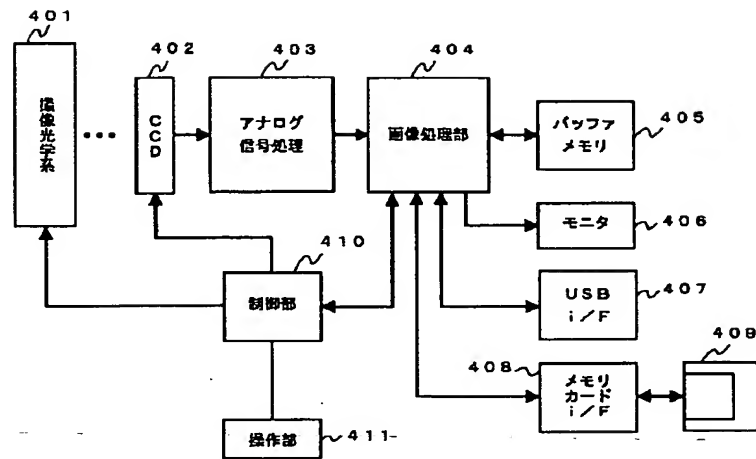 401
402
403
404
撮像光学系
CCD
アナログ
信号処理
画像処理部
バッファ
メモリ
405
モニタ
406
410
制御部
USB
i/F
407
408
メモリ
カード
i/F
409
操作部
411